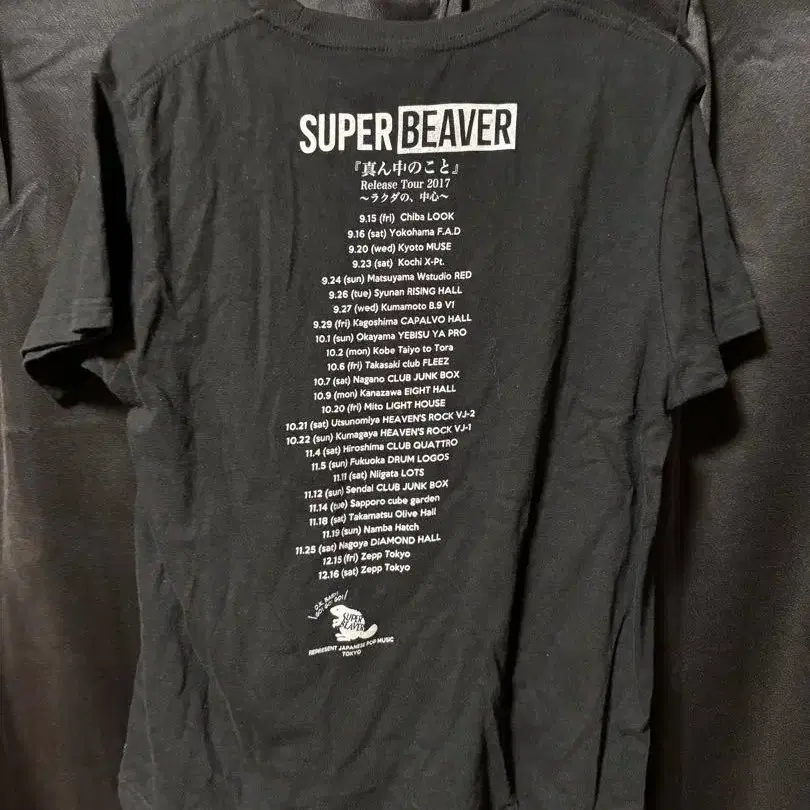 SUPER BEAVER
『真ん中のこと』
Release Tour 2017
〜ラクダの、中心〜
9.15 (fri) Chiba LOOK
9.16 (sat) Yokohama F.A.D
9.20 (wed) Kyoto MUSE
9.23 (sat) Kochi X-Pt.
9.24 (sun) Matsuyama Wstudio RED
9.26 (tue) Syunan RISING HALL
9.27 (wed) Kumamoto B.9 V1
9.29 (fri) Kagoshima CAPALVO HALL
10.1 (sun) Okayama YEBISU YA PRO
10.2 (mon) Kobe Taiyo to Tora
10.6 (fri) Takasaki club FLEEZ
10.7 (sat) Nagano CLUB JUNK BOX
10.9 (mon) Kanazawa EIGHT HALL
10.20 (fri) Mito LIGHT HOUSE
10.21 (sat) Utsunomiya HEAVEN'S ROCK VJ-2
10.22 (sun) Kumagaya HEAVEN'S ROCK VJ-1
11.4 (sat) Hiroshima CLUB QUATTRO
11.5 (sun) Fukuoka DRUM LOGOS
11.11 (sat) Niigata LOTS
11.12 (sun) Sendai CLUB JUNK BOX
11.14 (tue) Sapporo cube garden
11.18 (sat) Takamatsu Olive Hall
11.19 (sun) Namba Hatch
11.25 (sat) Nagoya DIAMOND HALL
12.15 (fri) Zepp Tokyo
12.16 (sat) Zepp Tokyo
SUPER
BEAVER
REPRESENT JAPANESE POP MUSIC
TOKYO